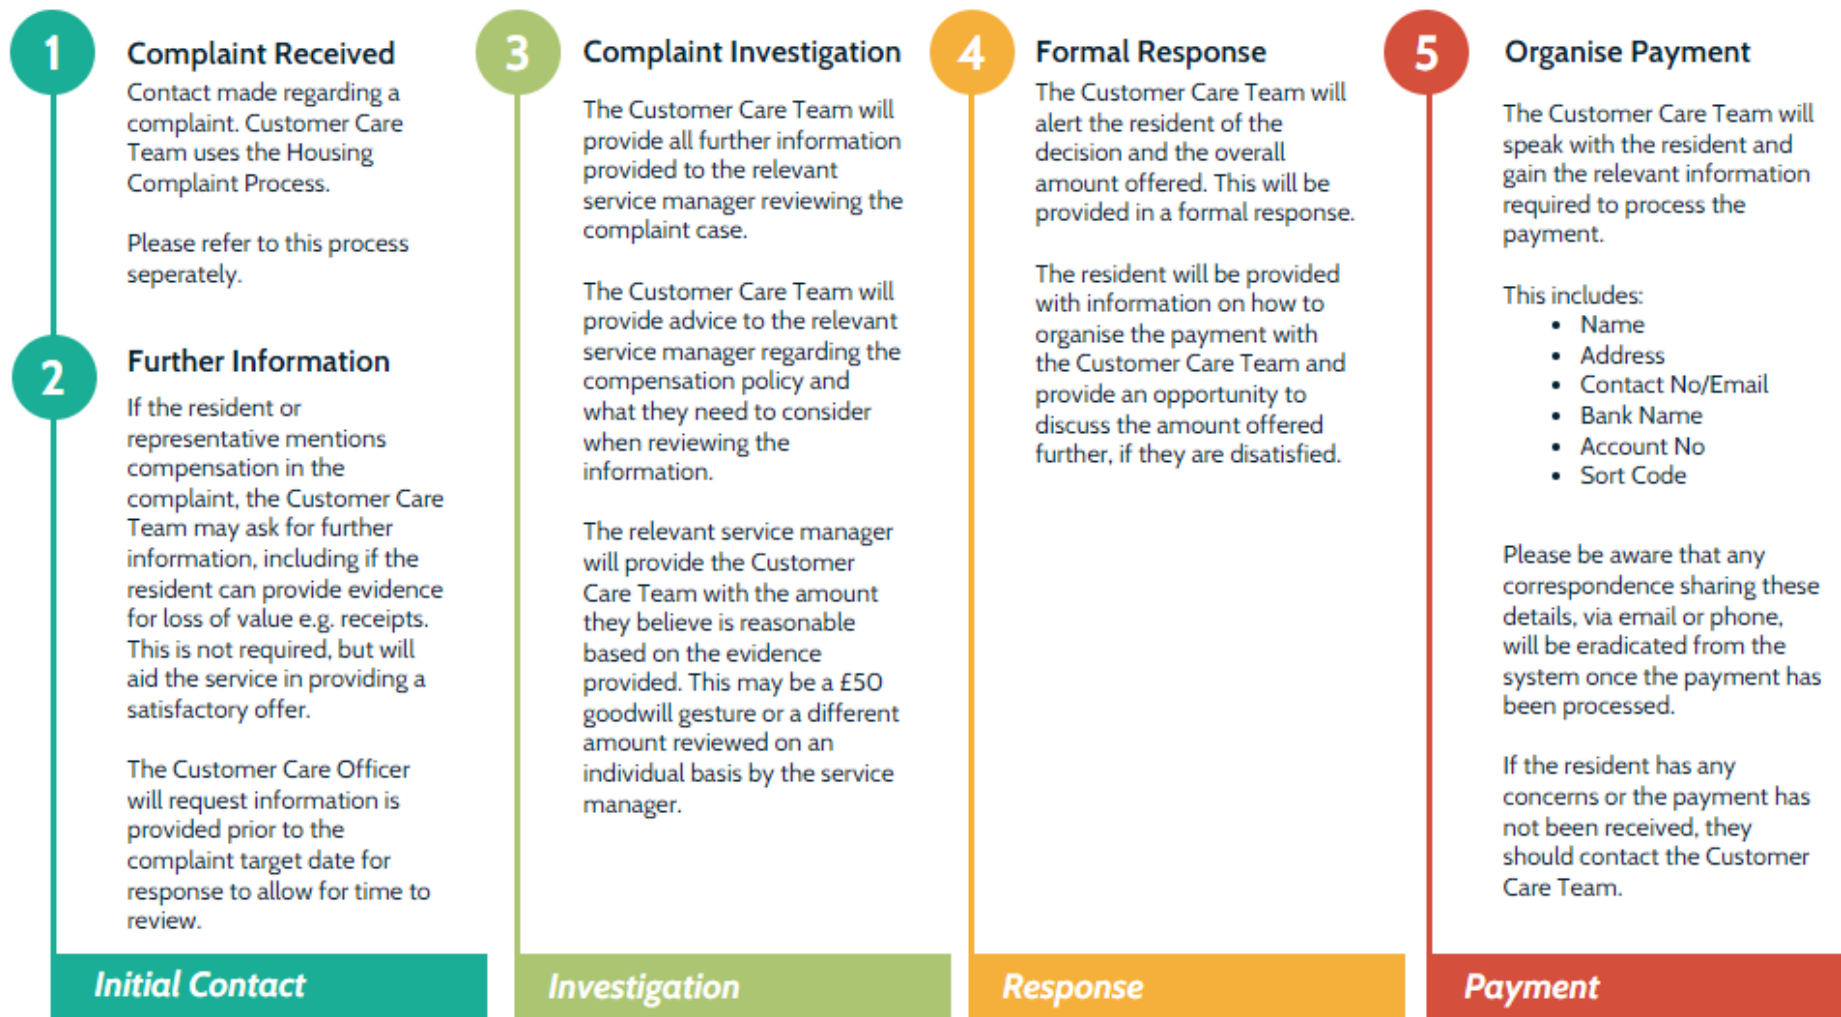 1
Complaint Received
Contact made regarding a
complaint. Customer Care
Team uses the Housing
Complaint Process.
Please refer to this process
seperately.
2
Further Information
If the resident or
representative mentions
compensation in the
complaint, the Customer Care
Team may ask for further
information, including if the
resident can provide evidence
for loss of value e.g. receipts.
This is not required, but will
aid the service in providing a
satisfactory offer.
The Customer Care Officer
will request information is
provided prior to the
complaint target date for
response to allow for time to
review.
Initial Contact
3
Complaint Investigation
The Customer Care Team will
provide all further information
provided to the relevant
service manager reviewing the
complaint case.
The Customer Care Team will
provide advice to the relevant
service manager regarding the
compensation policy and
what they need to consider
when reviewing the
information.
The relevant service manager
will provide the Customer
Care Team with the amount
they believe is reasonable
based on the evidence
provided. This may be a £50
goodwill gesture or a different
amount reviewed on an
individual basis by the service
manager.
Investigation
4
Formal Response
The Customer Care Team will
alert the resident of the
decision and the overall
amount offered. This will be
provided in a formal response.
The resident will be provided
with information on how to
organise the payment with
the Customer Care Team and
provide an opportunity to
discuss the amount offered
further, if they are disatisfied.
Response
5
Organise Payment
The Customer Care Team will
speak with the resident and
gain the relevant information
required to process the
payment.
This includes:
• Name
• Address
• Contact No/Email
• Bank Name
• Account No
• Sort Code
Please be aware that any
correspondence sharing these
details, via email or phone,
will be eradicated from the
system once the payment has
been processed.
If the resident has any
concerns or the payment has
not been received, they
should contact the Customer
Care Team.
Payment